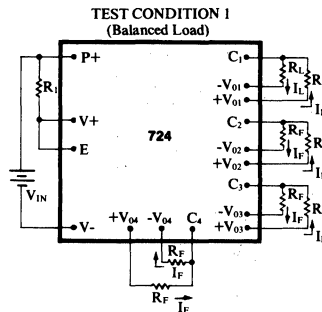 TEST CONDITION 1
(Balanced Load)
P+
R1
V+
E
VIN
V-
724
C1
RL
-V01
IL
+V01
C2
RF
-V02
IF
+V02
C3
RF
-V03
IF
+V03
+V04
-V04
C4
RF
IF
RF
IF